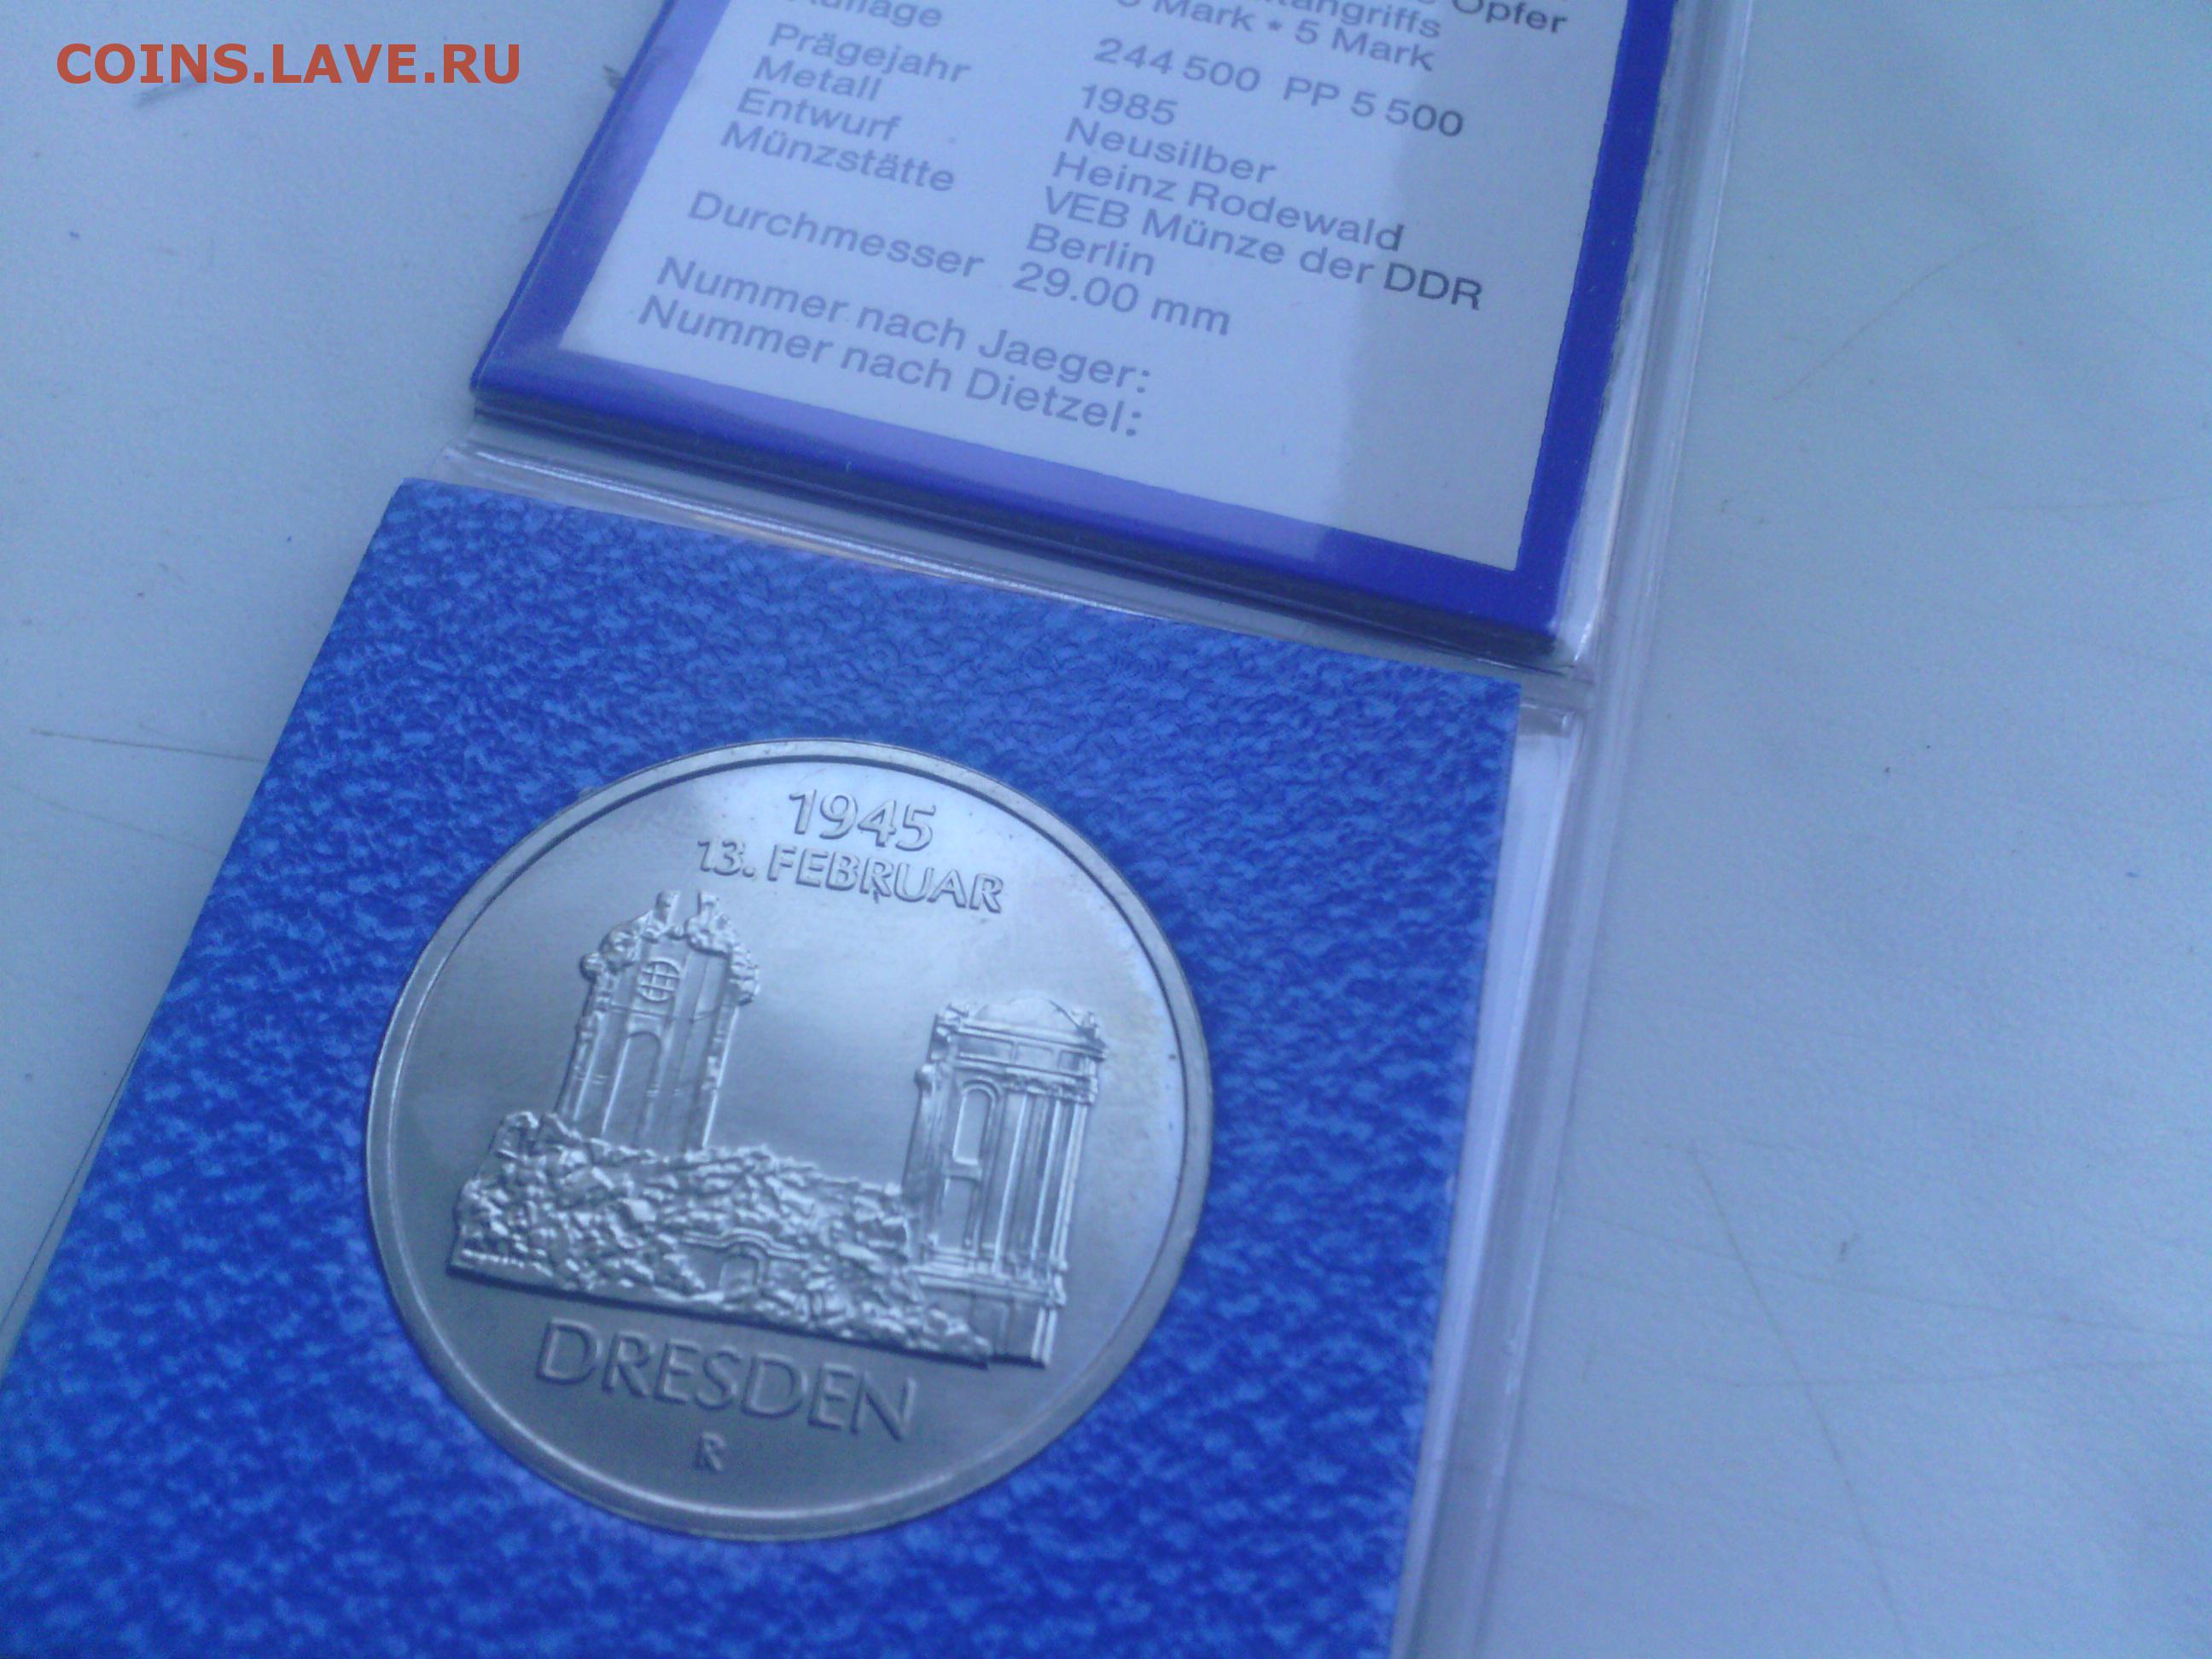 COINS.LAVE.RU
Opfer
Mark • 5 Mark
Auflage 244 500 PP 5 500
Prägejahr 1985
Metall Neusilber
Entwurf Heinz Rodewald
Münzstätte VEB Münze der DDR
Berlin
Durchmesser 29.00 mm
Nummer nach Jaeger:
Nummer nach Dietzel:
1945
13. FEBRUAR
DRESDEN
R